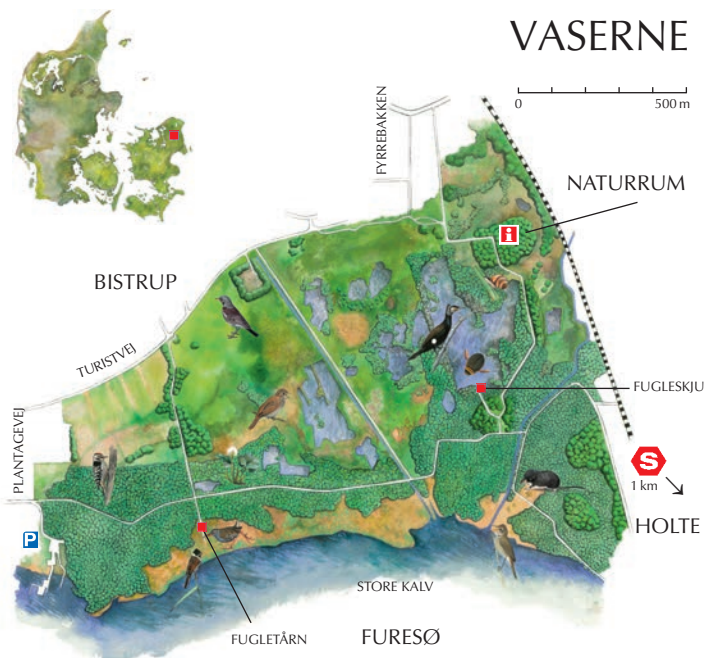 VASERNE
0 500 m
FYRREBAKKEN
NATURRUM
i
BISTRUP
TURISTVEJ
FUGLESKJU
PLANTAGEVEJ
S
1 km
HOLTE
P
STORE KALV
FUGLETÅRN
FURESØ